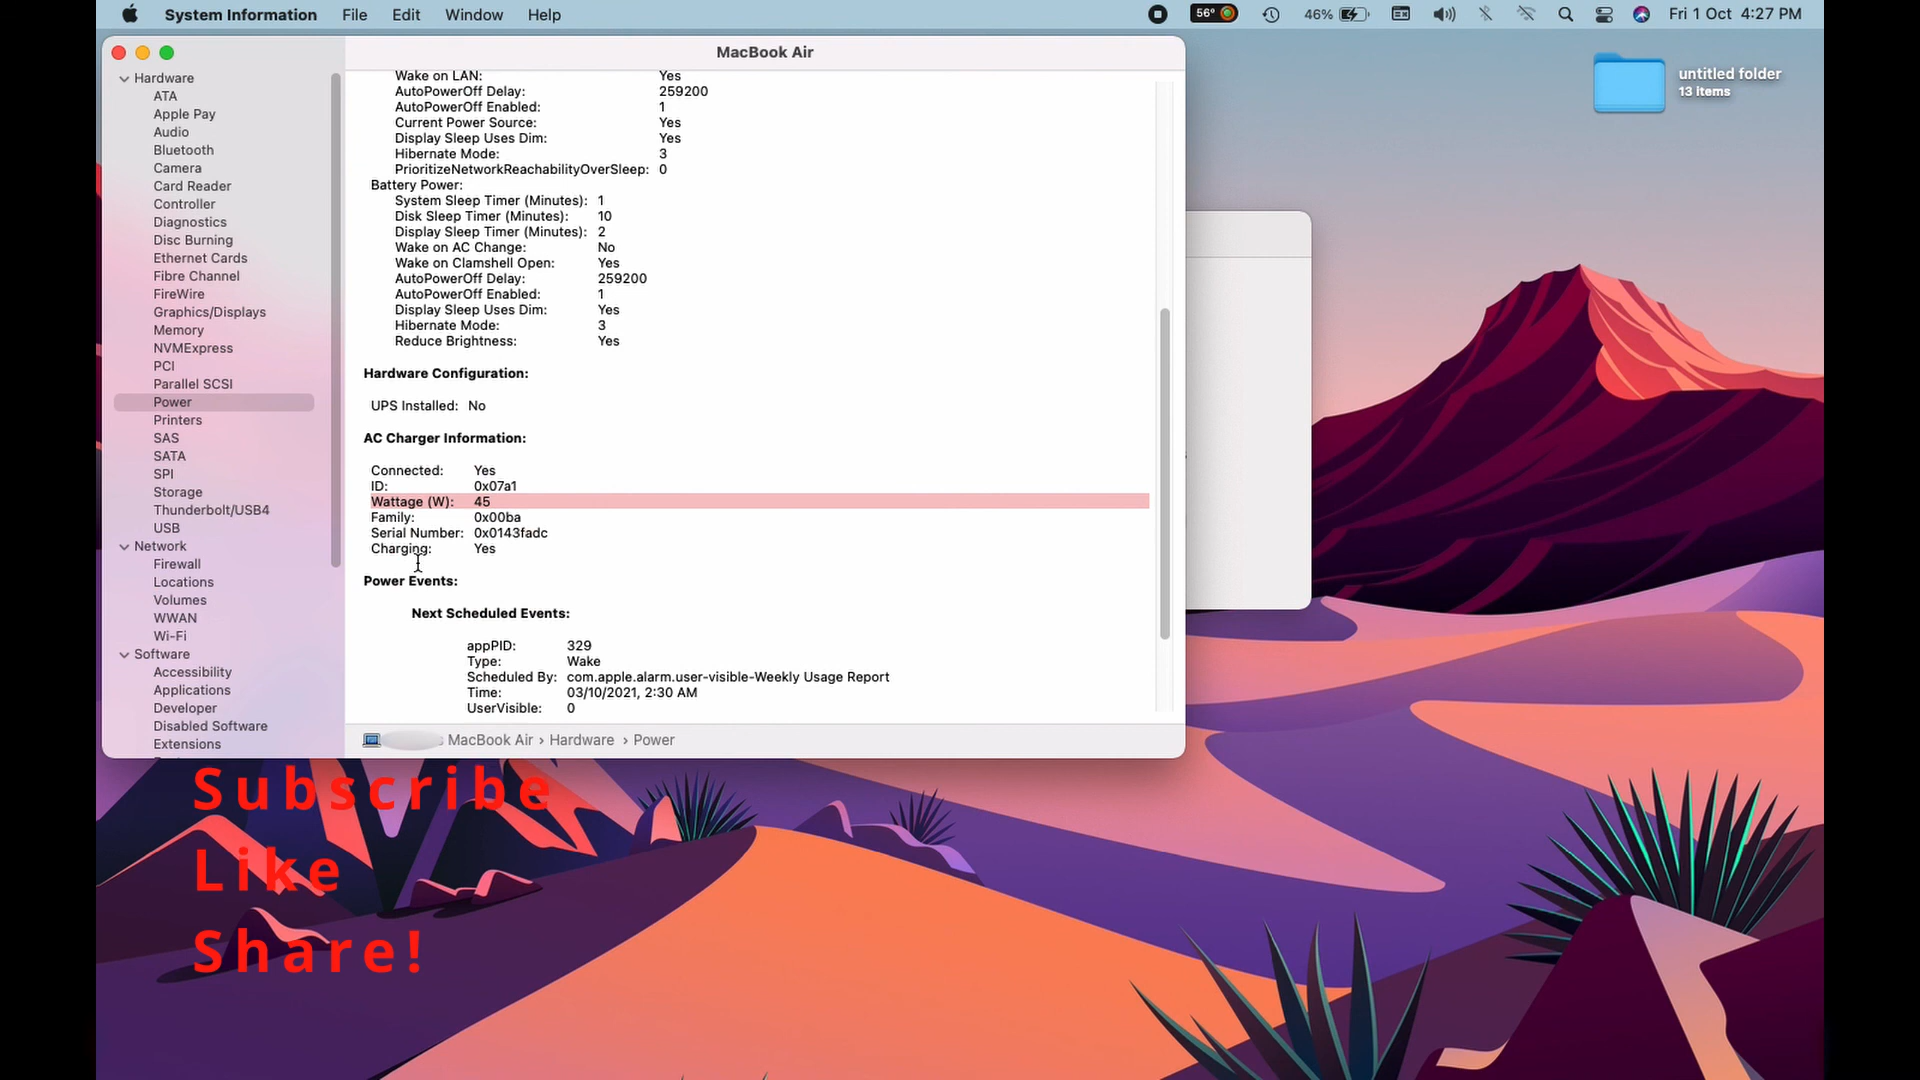 System Information File Edit Window Help
56° 46% Fri 1 Oct 4:27 PM
MacBook Air
untitled folder
13 items
Hardware
ATA
Apple Pay
Audio
Bluetooth
Camera
Card Reader
Controller
Diagnostics
Disc Burning
Ethernet Cards
Fibre Channel
FireWire
Graphics/Displays
Memory
NVMExpress
PCI
Parallel SCSI
Power
Printers
SAS
SATA
SPI
Storage
Thunderbolt/USB4
USB
Network
Firewall
Locations
Volumes
WWAN
Wi-Fi
Software
Accessibility
Applications
Developer
Disabled Software
Extensions
Wake on LAN: Yes
AutoPowerOff Delay: 259200
AutoPowerOff Enabled: 1
Current Power Source: Yes
Display Sleep Uses Dim: Yes
Hibernate Mode: 3
PrioritizeNetworkReachabilityOverSleep: 0
Battery Power:
System Sleep Timer (Minutes): 1
Disk Sleep Timer (Minutes): 10
Display Sleep Timer (Minutes): 2
Wake on AC Change: No
Wake on Clamshell Open: Yes
AutoPowerOff Delay: 259200
AutoPowerOff Enabled: 1
Display Sleep Uses Dim: Yes
Hibernate Mode: 3
Reduce Brightness: Yes
Hardware Configuration:
UPS Installed: No
AC Charger Information:
Connected: Yes
ID: 0x07a1
Wattage (W): 45
Family: 0x00ba
Serial Number: 0x0143fadc
Charging: Yes
Power Events:
Next Scheduled Events:
appPID: 329
Type: Wake
Scheduled By: com.apple.alarm.user-visible-Weekly Usage Report
Time: 03/10/2021, 2:30 AM
UserVisible: 0
MacBook Air › Hardware › Power
Subscribe
Like
Share!